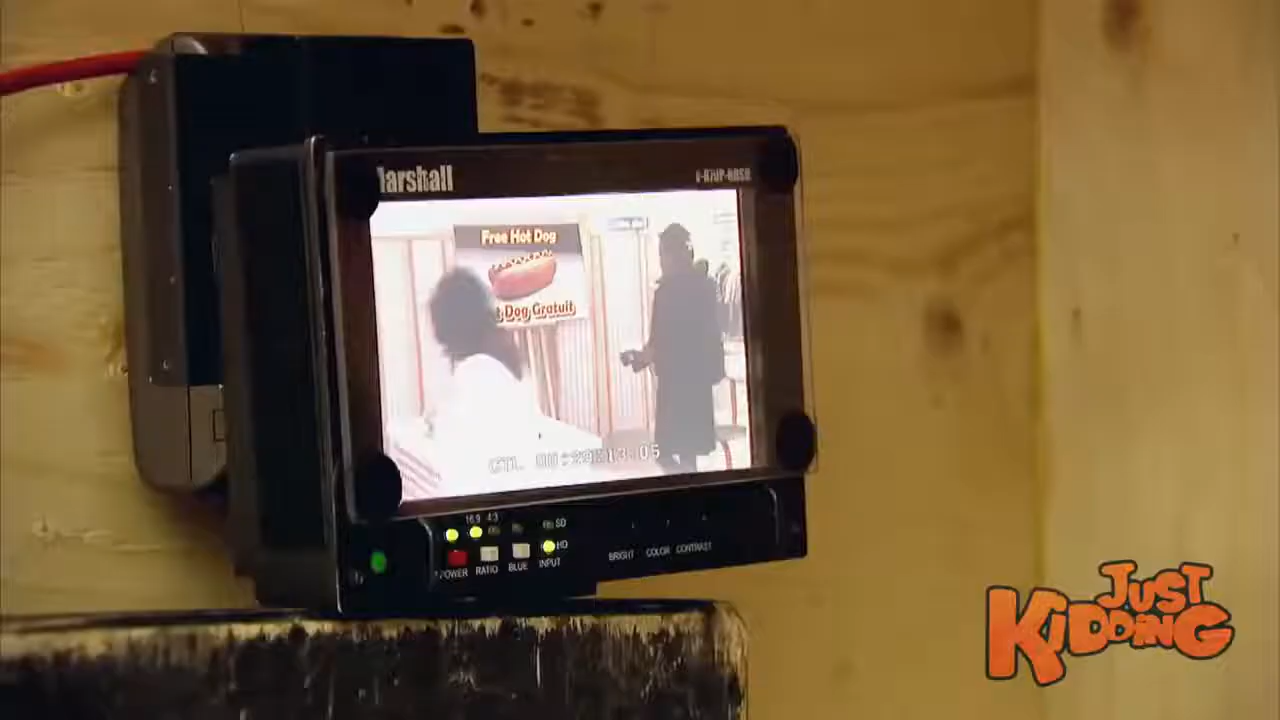 Marshall
Free Hot Dog
t Dog Gratuit
16:9 4:3
SD
HD
POWER RATIO BLUE INPUT
BRIGHT COLOR CONTRAST
JUST
KIDDING